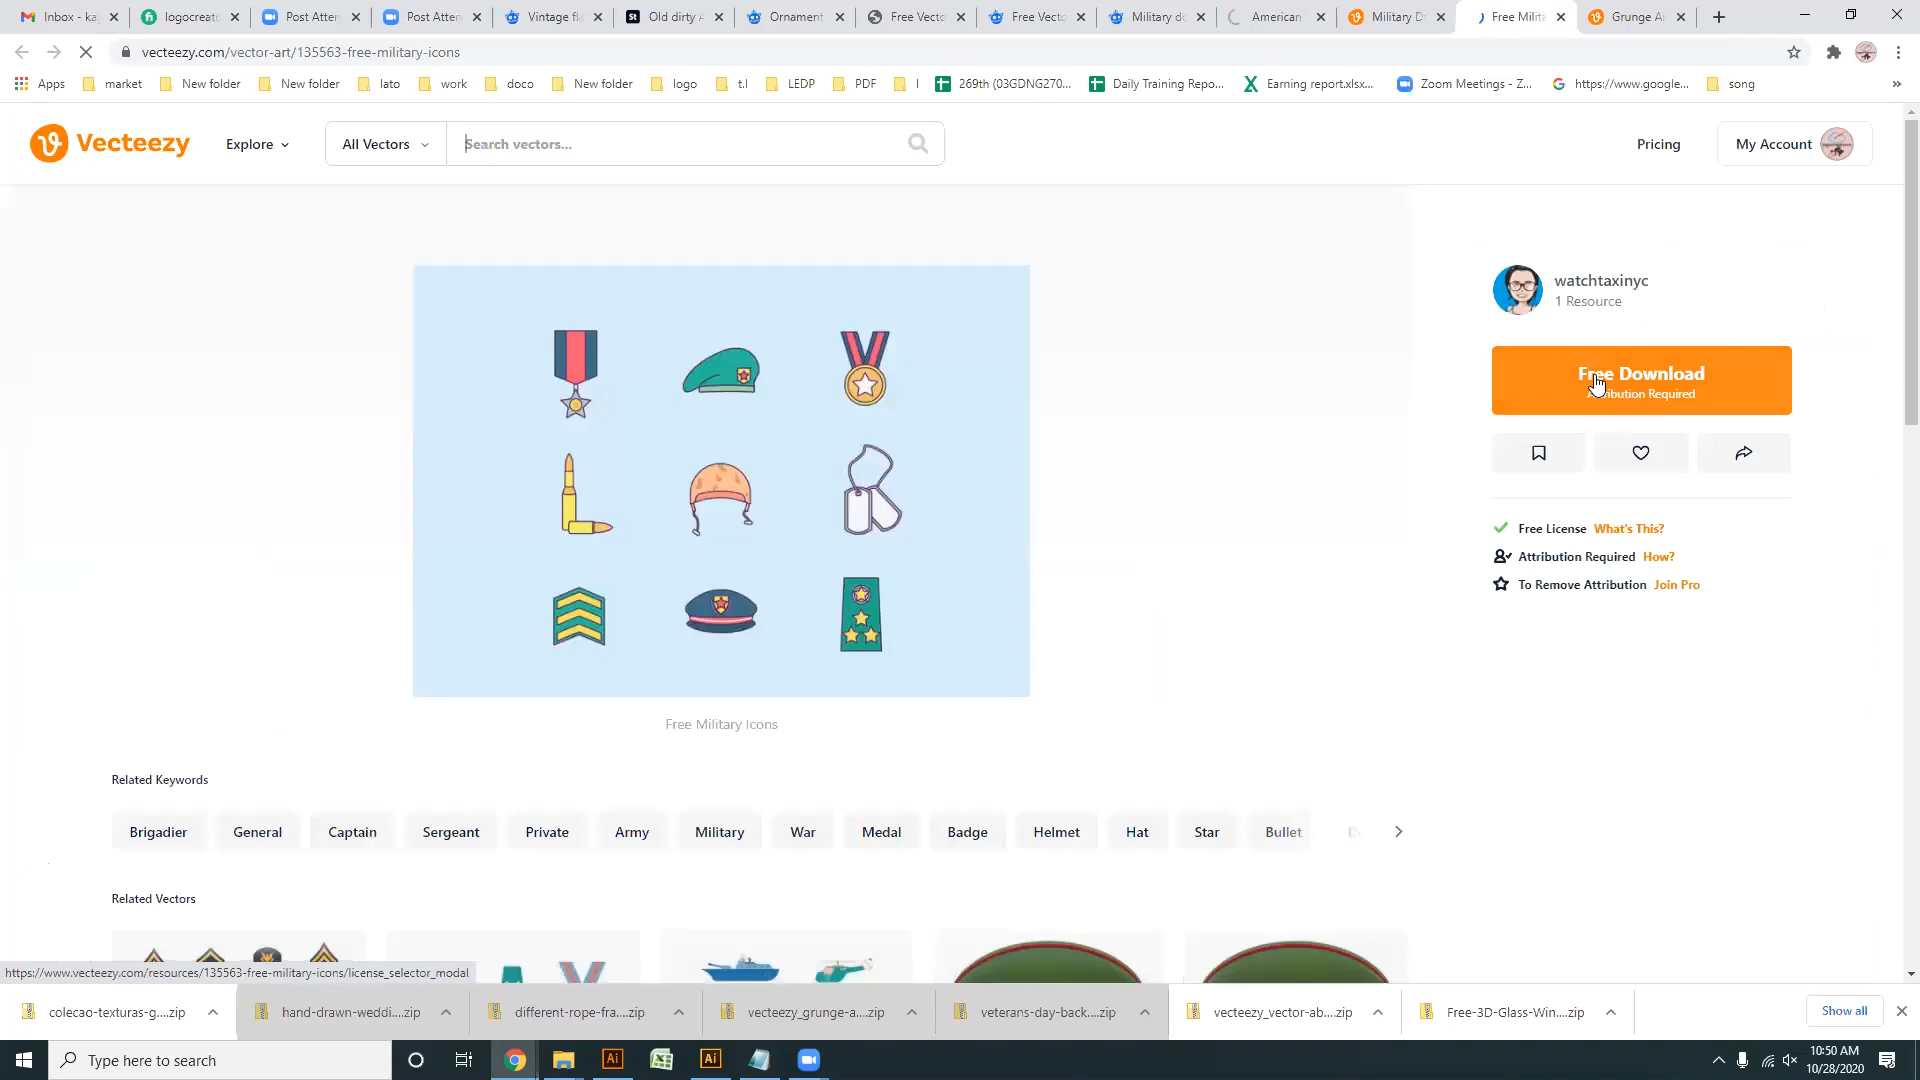 Inbox - ka
logocreato
Post Atten
Post Atten
Vintage fl
Old dirty
Ornament
Free Vecto
Free Vecto
Military de
American
Military D
Free Milita
Grunge A
vecteezy.com/vector-art/135563-free-military-icons
Apps
market
New folder
New folder
lato
work
doco
New folder
logo
t.l
LEDP
PDF
l
269th (03GDNG270...
Daily Training Repo...
Earning report.xlsx...
Zoom Meetings - Z...
https://www.google...
song
»
Vecteezy
Explore
All Vectors
Search vectors...
Pricing
My Account
watchtaxinyc
1 Resource
Free Download
Attribution Required
Free License What's This?
Attribution Required How?
To Remove Attribution Join Pro
Free Military Icons
Related Keywords
Brigadier
General
Captain
Sergeant
Private
Army
Military
War
Medal
Badge
Helmet
Hat
Star
Bullet
Related Vectors
https://www.vecteezy.com/resources/135563-free-military-icons/license_selector_modal
colecao-texturas-g....zip
hand-drawn-weddi....zip
different-rope-fra....zip
vecteezy_grunge-a....zip
veterans-day-back....zip
vecteezy_vector-ab....zip
Free-3D-Glass-Win....zip
Show all
Type here to search
Ai
Ai
10:50 AM
10/28/2020